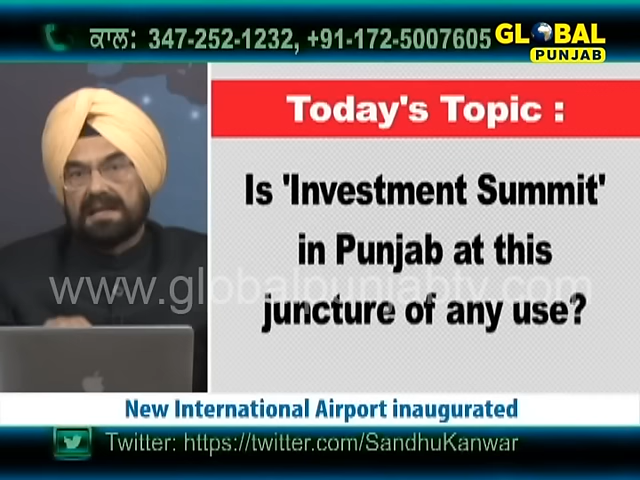 ਕਾਲ: 347-252-1232, +91-172-5007605
GLOBAL
PUNJAB
Today's Topic :
Is 'Investment Summit'
in Punjab at this
juncture of any use?
www.globalpunjabtv.com
New International Airport inaugurated
Twitter: https://twitter.com/SandhuKanwar